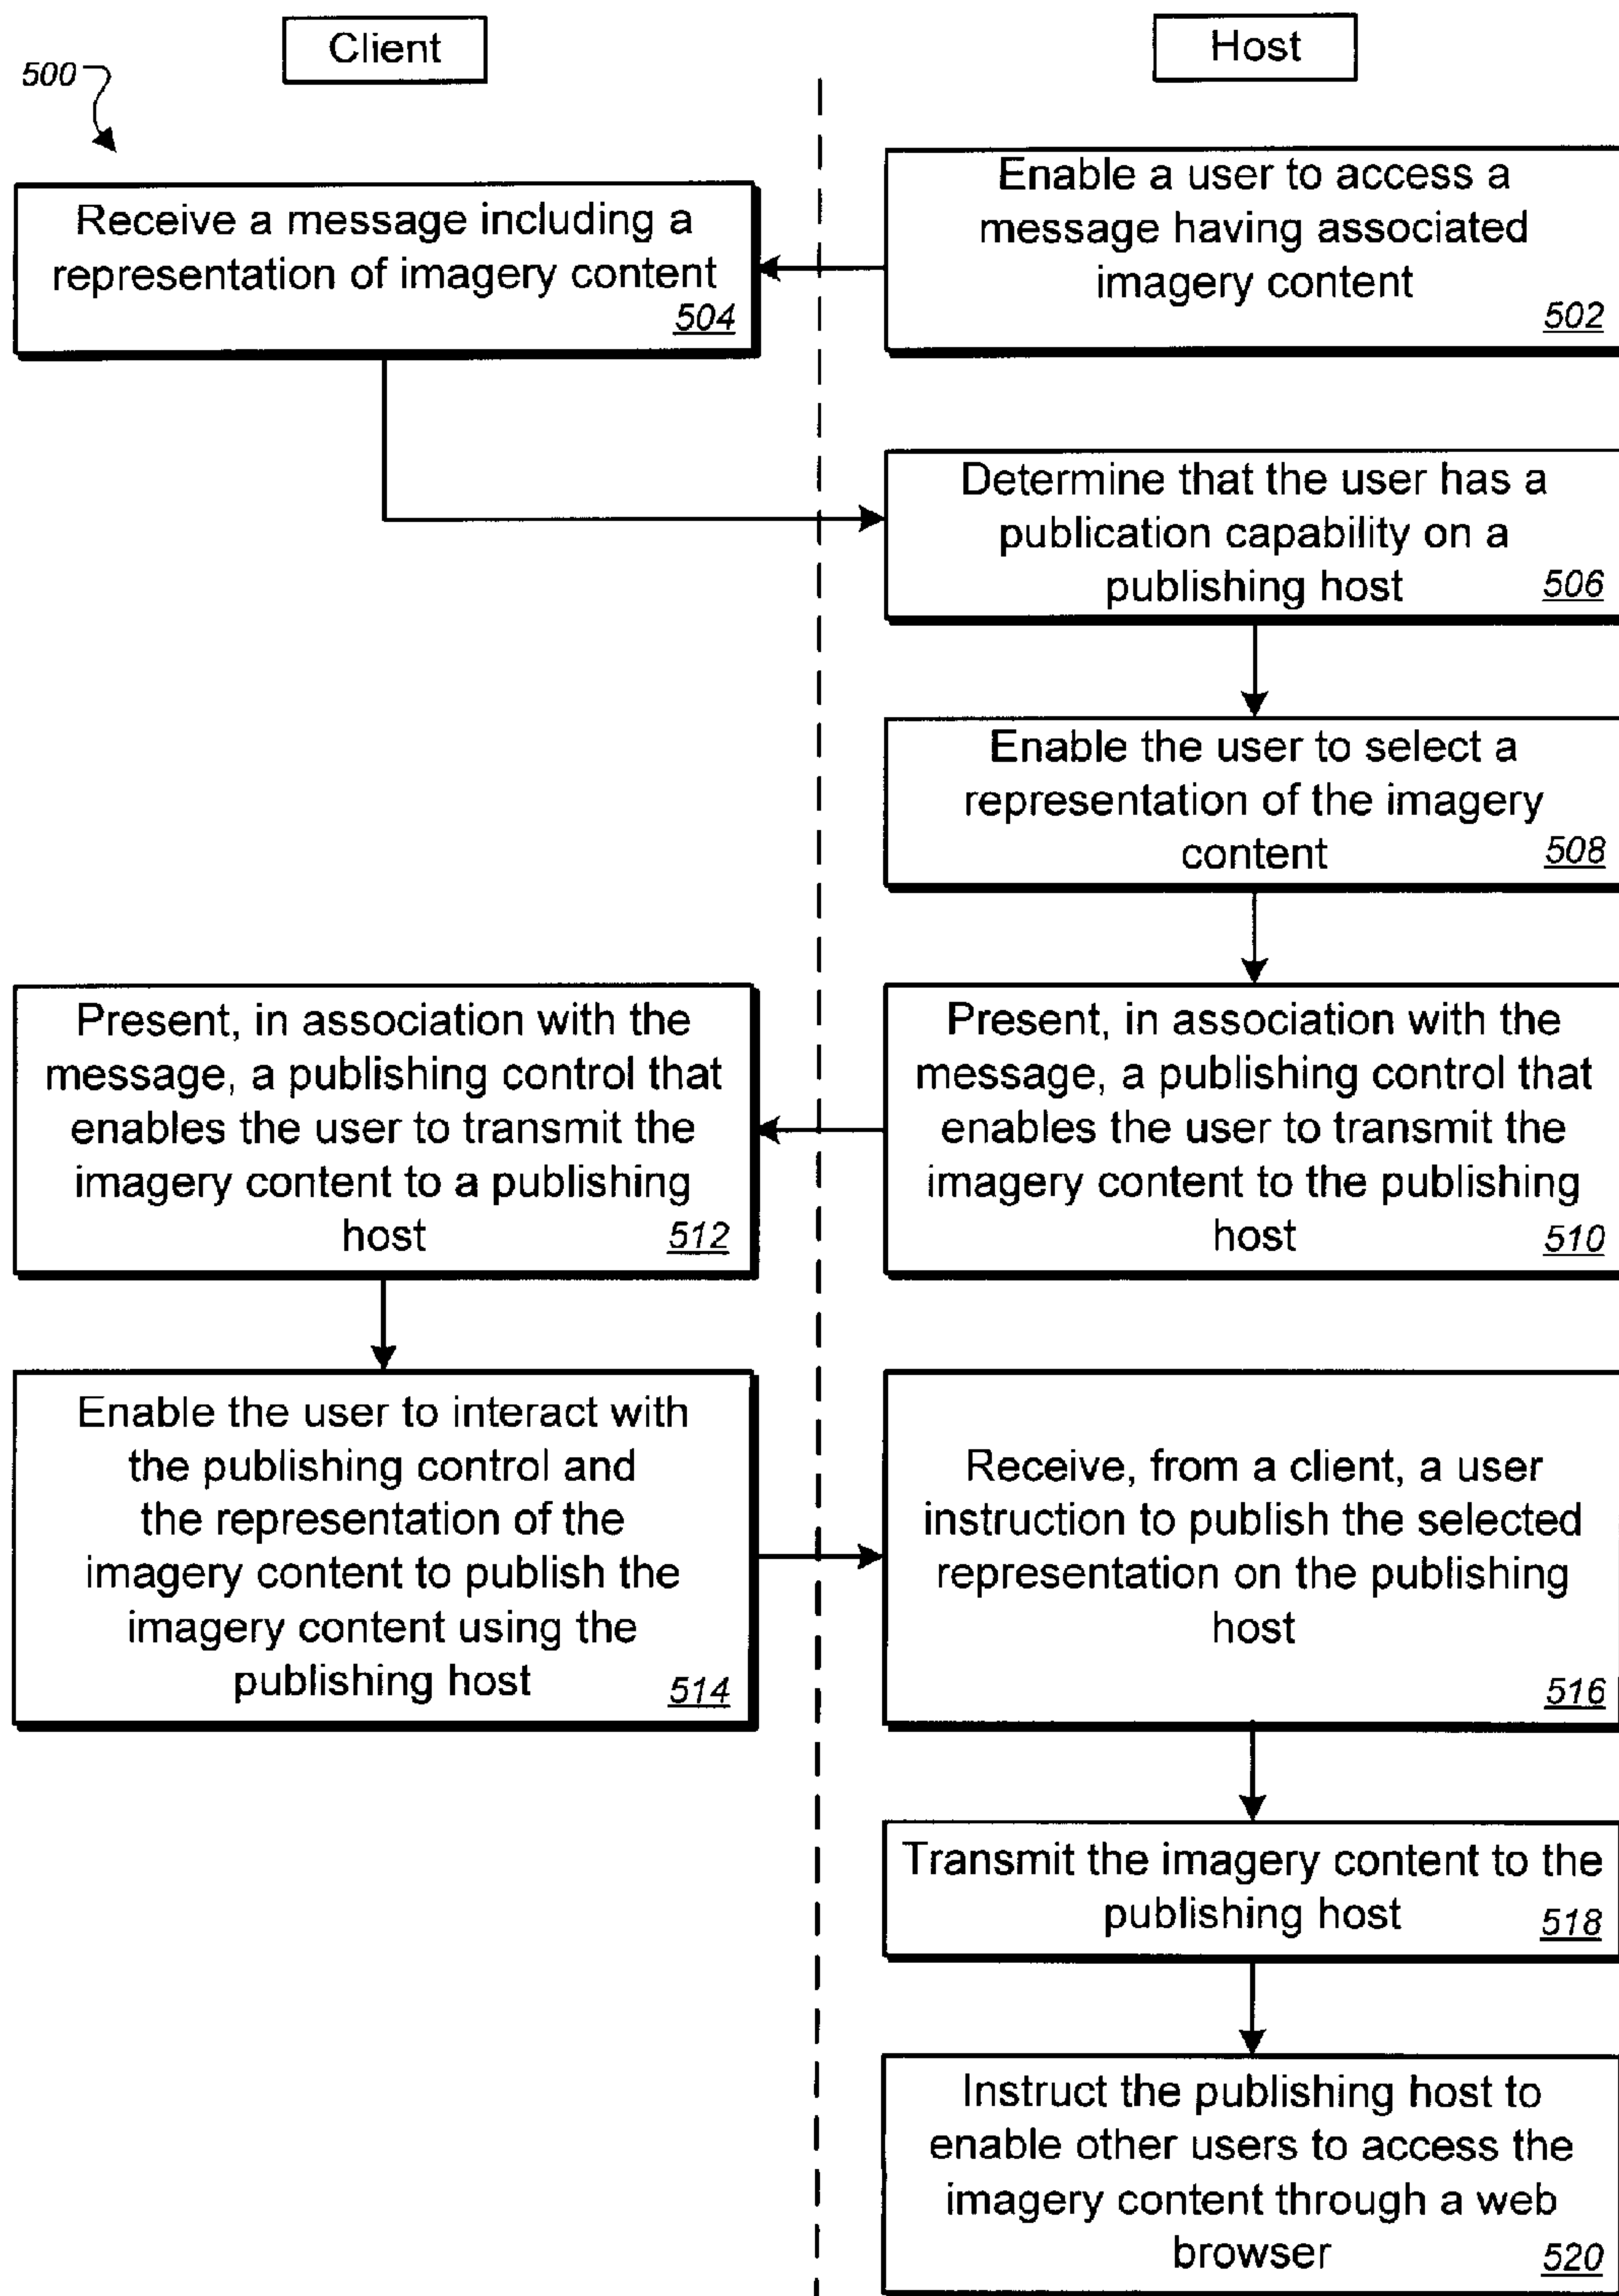 Client
Host
500
Enable a user to access a
message having associated
imagery content
502
Receive a message including a
representation of imagery content
504
Determine that the user has a
publication capability on a
publishing host
506
Enable the user to select a
representation of the imagery
content
508
Present, in association with the
message, a publishing control that
enables the user to transmit the
imagery content to the publishing
host
510
Present, in association with the
message, a publishing control that
enables the user to transmit the
imagery content to a publishing
host
512
Enable the user to interact with
the publishing control and
the representation of the
imagery content to publish the
imagery content using the
publishing host
514
Receive, from a client, a user
instruction to publish the selected
representation on the publishing
host
516
Transmit the imagery content to the
publishing host
518
Instruct the publishing host to
enable other users to access the
imagery content through a web
browser
520